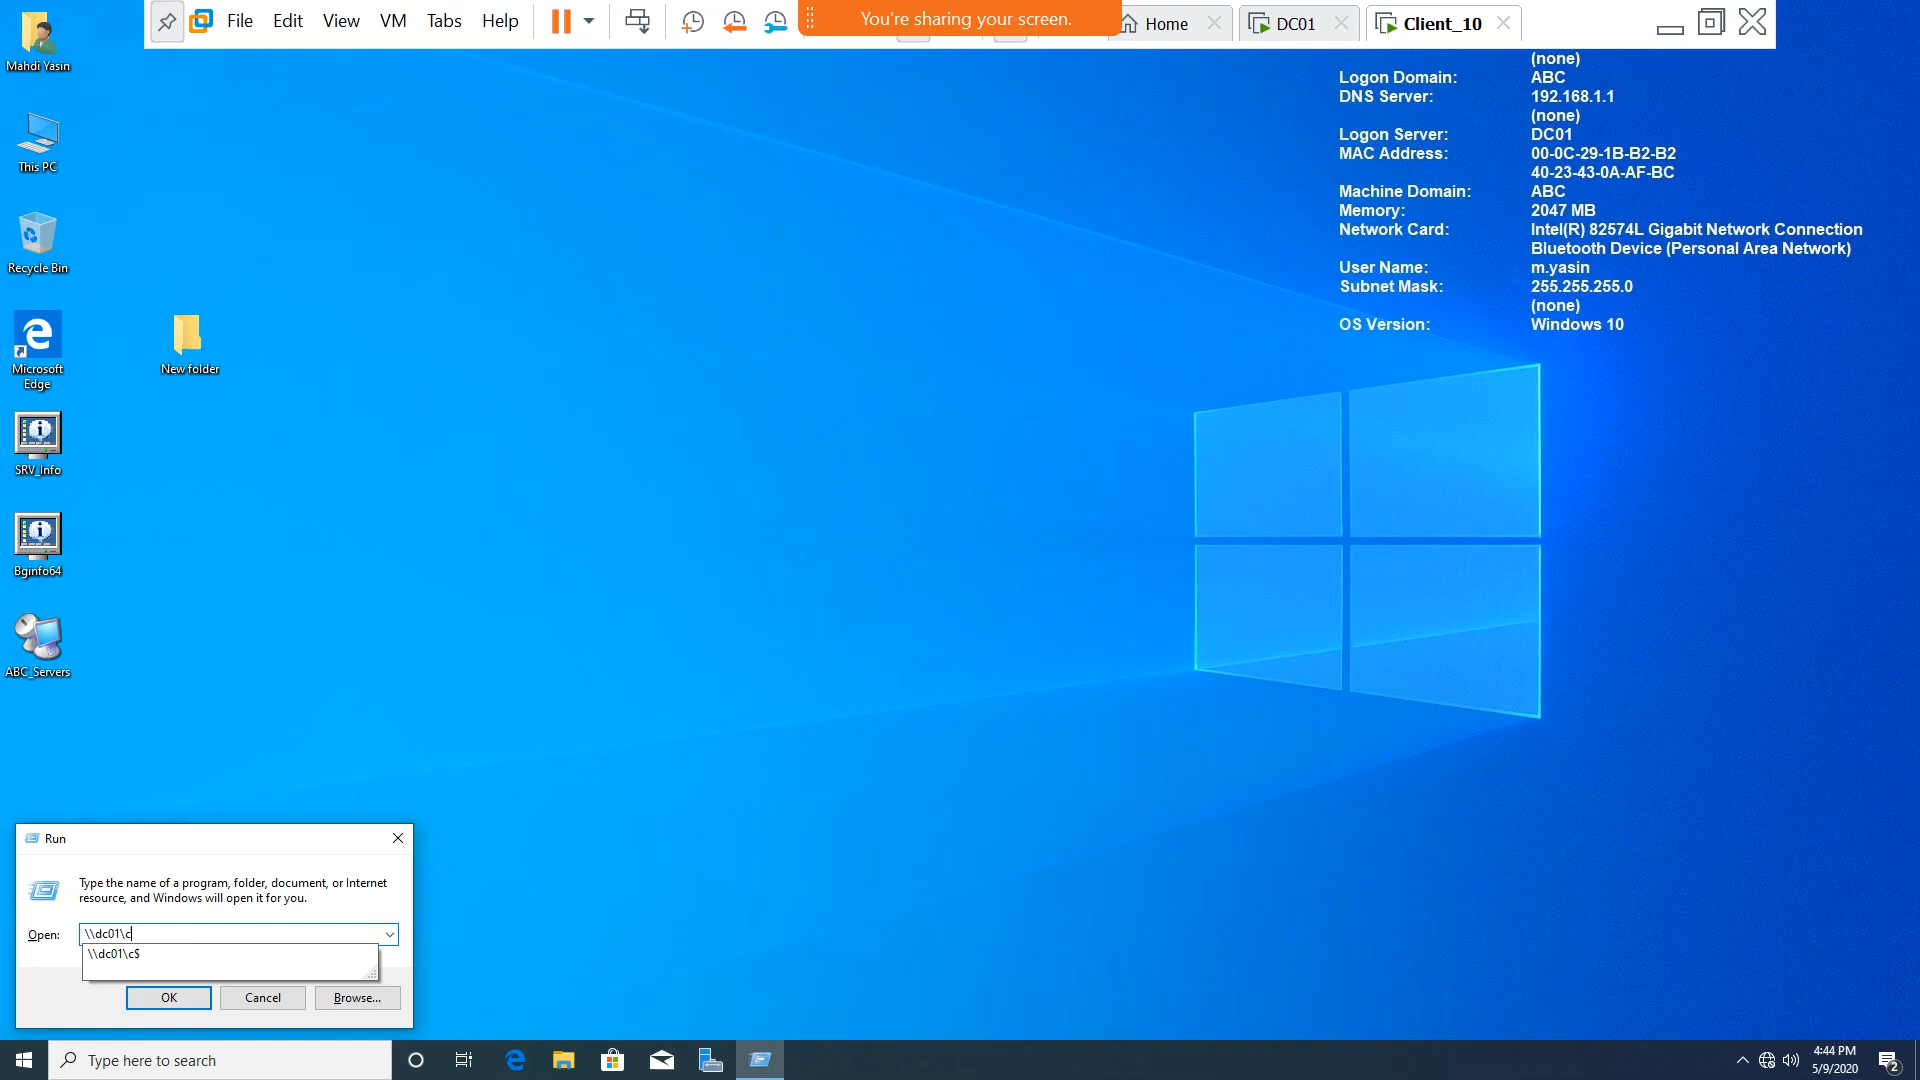 File Edit View VM Tabs Help
You're sharing your screen.
Home
DC01
Client_10
Mahdi Yasin
This PC
Recycle Bin
Microsoft
Edge
New folder
SRV_Info
Bginfo64
ABC_Servers
(none)
Logon Domain: ABC
DNS Server: 192.168.1.1
(none)
Logon Server: DC01
MAC Address: 00-0C-29-1B-B2-B2
40-23-43-0A-AF-BC
Machine Domain: ABC
Memory: 2047 MB
Network Card: Intel(R) 82574L Gigabit Network Connection
Bluetooth Device (Personal Area Network)
User Name: m.yasin
Subnet Mask: 255.255.255.0
(none)
OS Version: Windows 10
Run
Type the name of a program, folder, document, or Internet
resource, and Windows will open it for you.
Open: \\dc01\c
\\dc01\c$
OK Cancel Browse...
Type here to search
4:44 PM
5/9/2020
2